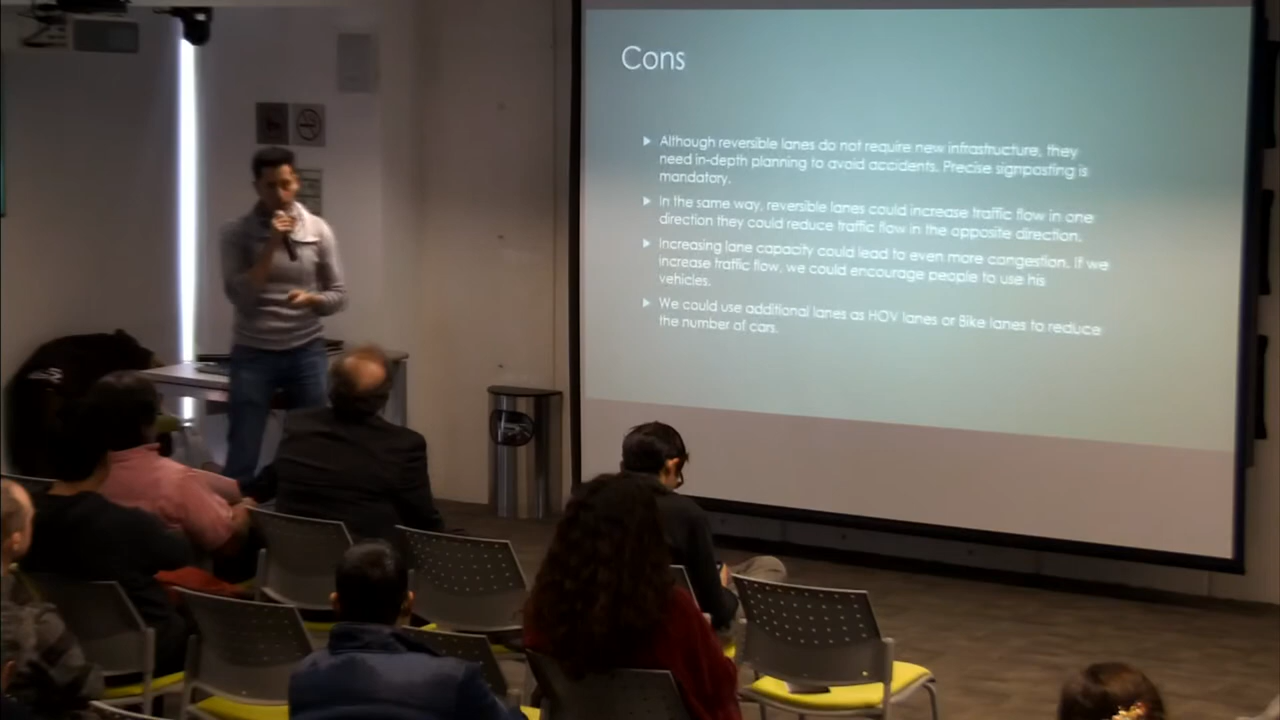 Cons
Although reversible lanes do not require new infrastructure, they
need in-depth planning to avoid accidents. Precise signposting is
mandatory.
In the same way, reversible lanes could increase traffic flow in one
direction they could reduce traffic flow in the opposite direction.
Increasing lane capacity could lead to even more congestion. If we
increase traffic flow, we could encourage people to use his
vehicles.
We could use additional lanes as HOV lanes or Bike lanes to reduce
the number of cars.